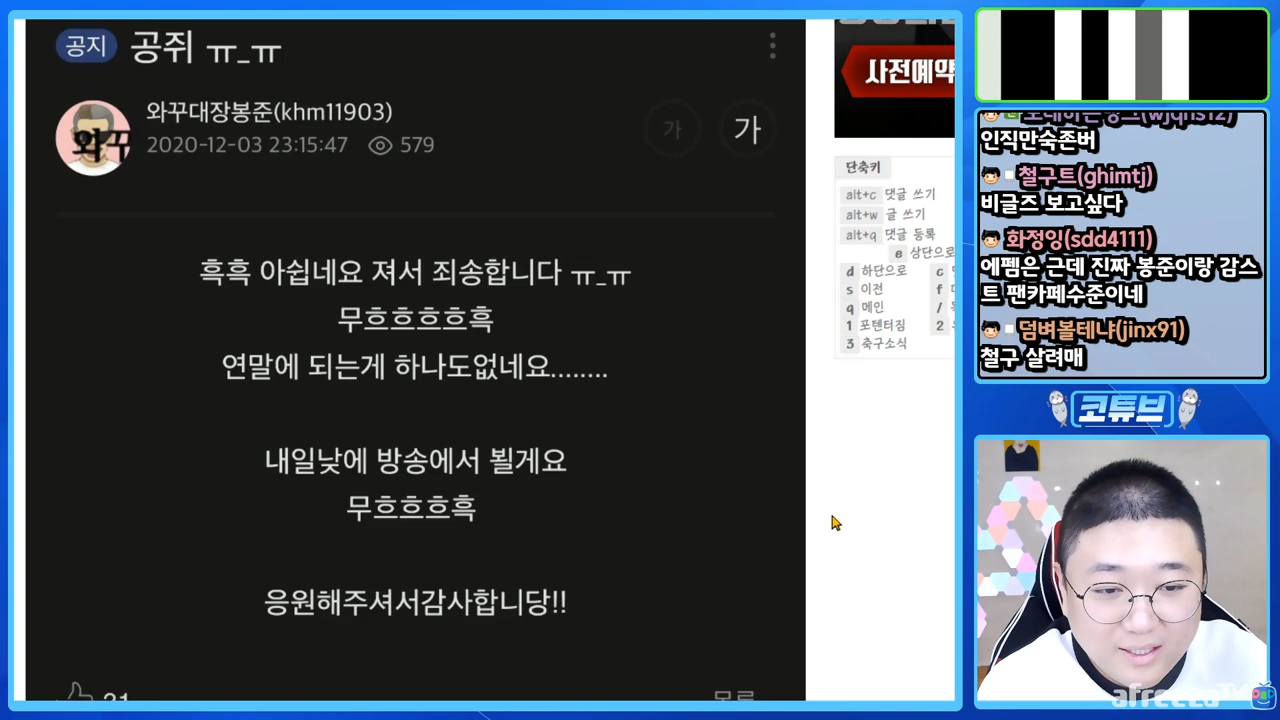 공지 공쥐 ㅠ_ㅠ
와꾸대장봉준(khm11903)
2020-12-03 23:15:47 579
가 가
흑흑 아쉽네요 져서 죄송합니다 ㅠ_ㅠ
무흐흐흐흐흑
연말에 되는게 하나도없네요........
내일낮에 방송에서 뵐게요
무흐흐흐흑
응원해주셔서감사합니당!!
와꾸
사전예약
단축키
alt+c 댓글 쓰기
alt+w 글 쓰기
alt+q 댓글 등록
e 상단으로
d 하단으로 c
s 이전 f
q 메인 /
1 포텐터짐 2
3 축구소식
인직만숙존버
철구트(ghimtj)
비글즈 보고싶다
화정잉(sdd4111)
에펨은 근데 진짜 봉준이랑 감스
트 팬카페수준이네
덤벼볼테냐(jinx91)
철구 살려매
코튜브
afreecaTV